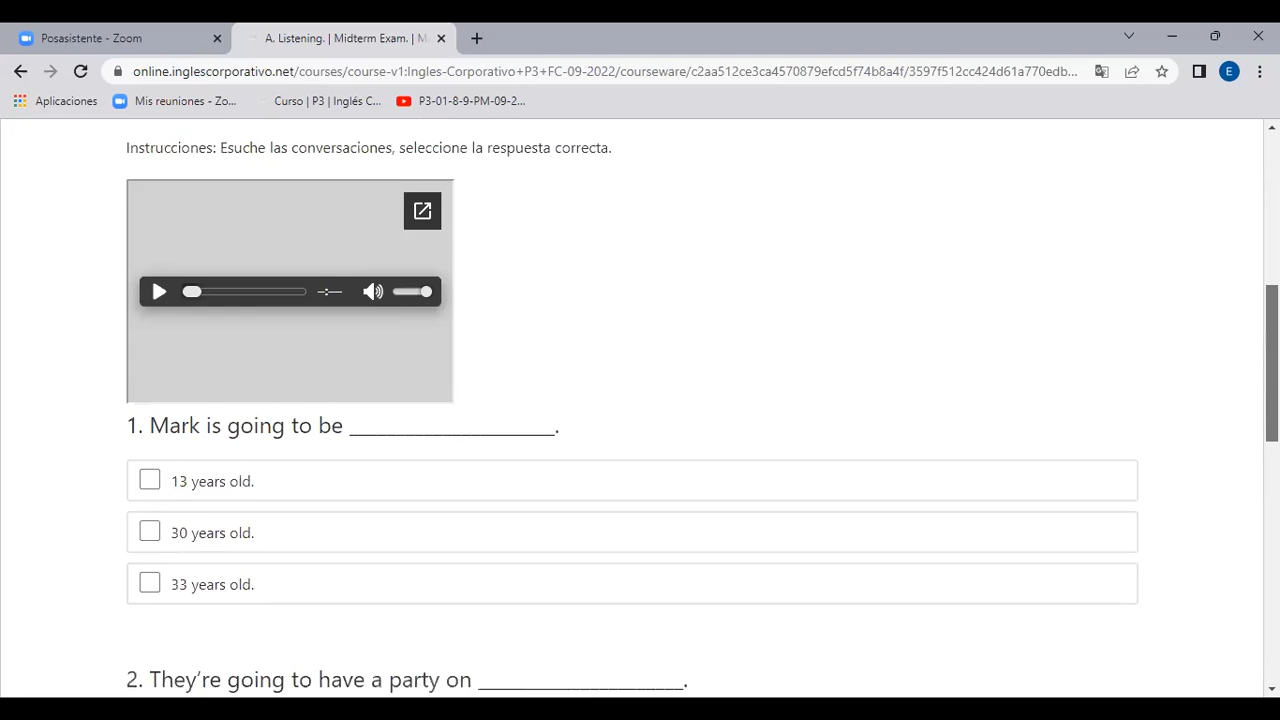 Posasistente - Zoom
A. Listening. | Midterm Exam. | M
online.inglescorporativo.net/courses/course-v1:Ingles-Corporativo+P3+FC-09-2022/courseware/c2aa512ce3ca4570879efcd5f74b8a4f/3597f512cc424d61a770edb...
E
Aplicaciones
Mis reuniones - Zo...
Curso | P3 | Inglés C...
P3-01-8-9-PM-09-2...
Instrucciones: Esuche las conversaciones, seleccione la respuesta correcta.
--:--
1. Mark is going to be ____________________.
13 years old.
30 years old.
33 years old.
2. They're going to have a party on ____________________.